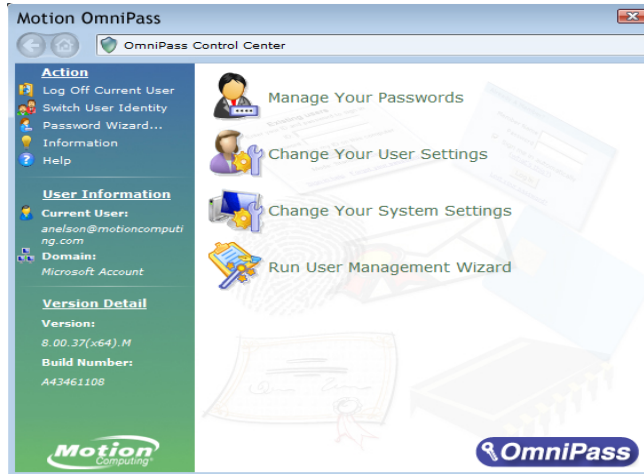 Motion OmniPass
OmniPass Control Center
Action
Log Off Current User
Switch User Identity
Password Wizard...
Information
Help
User Information
Current User:
anelson@motioncomputi
ng.com
Domain:
Microsoft Account
Version Detail
Version:
8.00.37(x64).M
Build Number:
A43461108
Motion
Computing
Manage Your Passwords
Change Your User Settings
Change Your System Settings
Run User Management Wizard
OmniPass